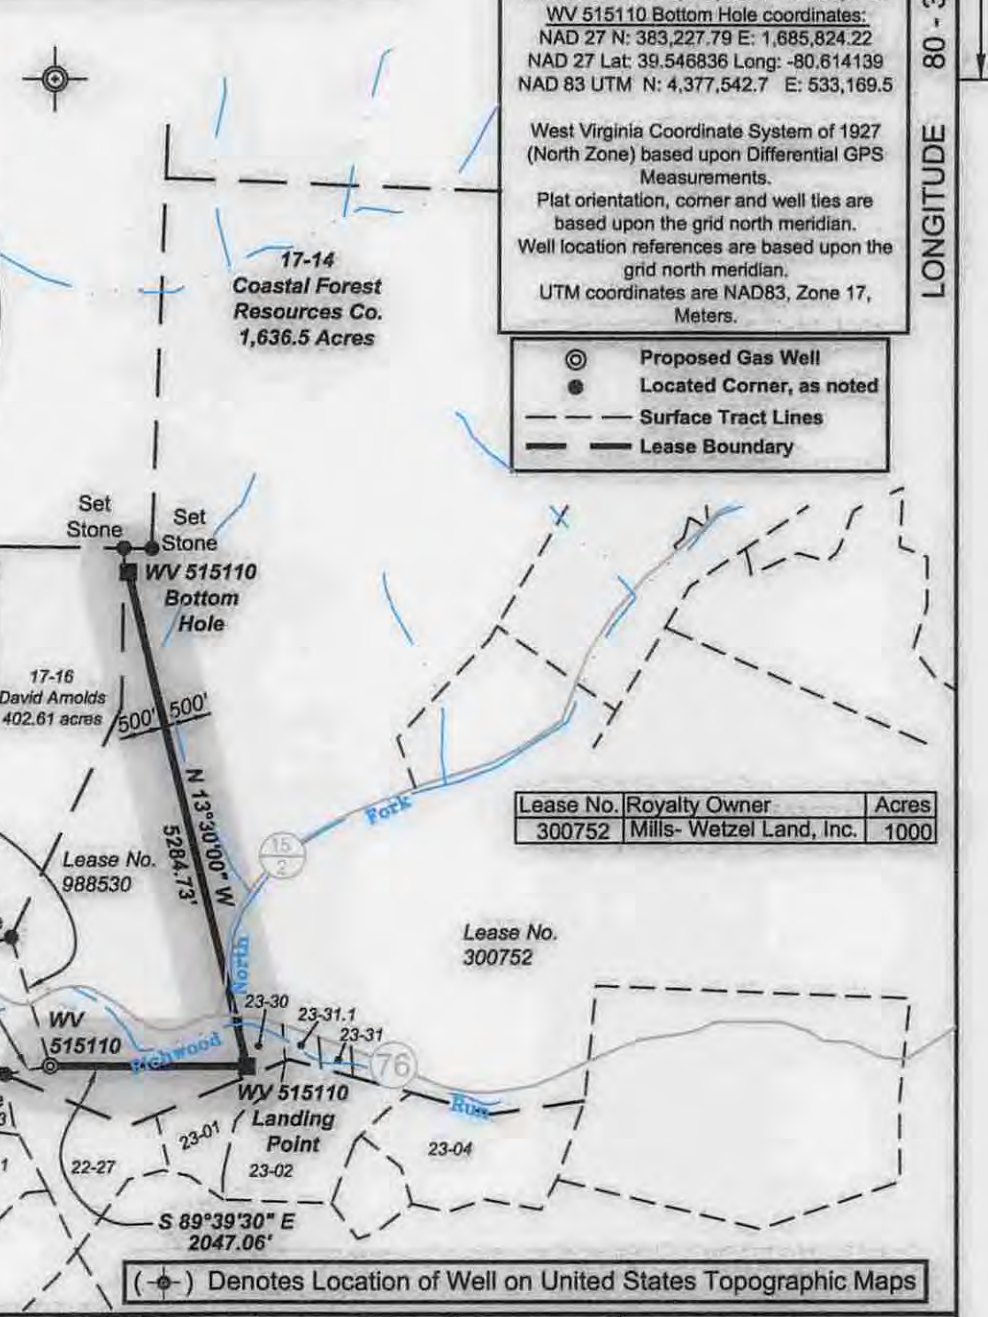 WV 515110 Bottom Hole coordinates:
NAD 27 N: 383,227.79 E: 1,685,824.22
NAD 27 Lat: 39.546836 Long: -80.614139
NAD 83 UTM N: 4,377,542.7 E: 533,169.5
West Virginia Coordinate System of 1927
(North Zone) based upon Differential GPS
Measurements.
Plat orientation, corner and well ties are
based upon the grid north meridian.
Well location references are based upon the
grid north meridian.
UTM coordinates are NAD83, Zone 17,
Meters.
LONGITUDE 80 -
17-14
Coastal Forest
Resources Co.
1,636.5 Acres
Proposed Gas Well
Located Corner, as noted
Surface Tract Lines
Lease Boundary
Set
Stone
Set
Stone
WV 515110
Bottom
Hole
17-16
David Arnolds
402.61 acres
500'
500'
N 13°30'00" W
5284.73'
Lease No. Royalty Owner Acres
300752 Mills- Wetzel Land, Inc. 1000
Fork
15
2
Lease No.
988530
Lease No.
300752
North
23-30
23-31.1
23-31
WV
515110
Richwood
76
Run
WV 515110
Landing
Point
23-01
23-02
23-04
22-27
S 89°39'30" E
2047.06'
( ) Denotes Location of Well on United States Topographic Maps